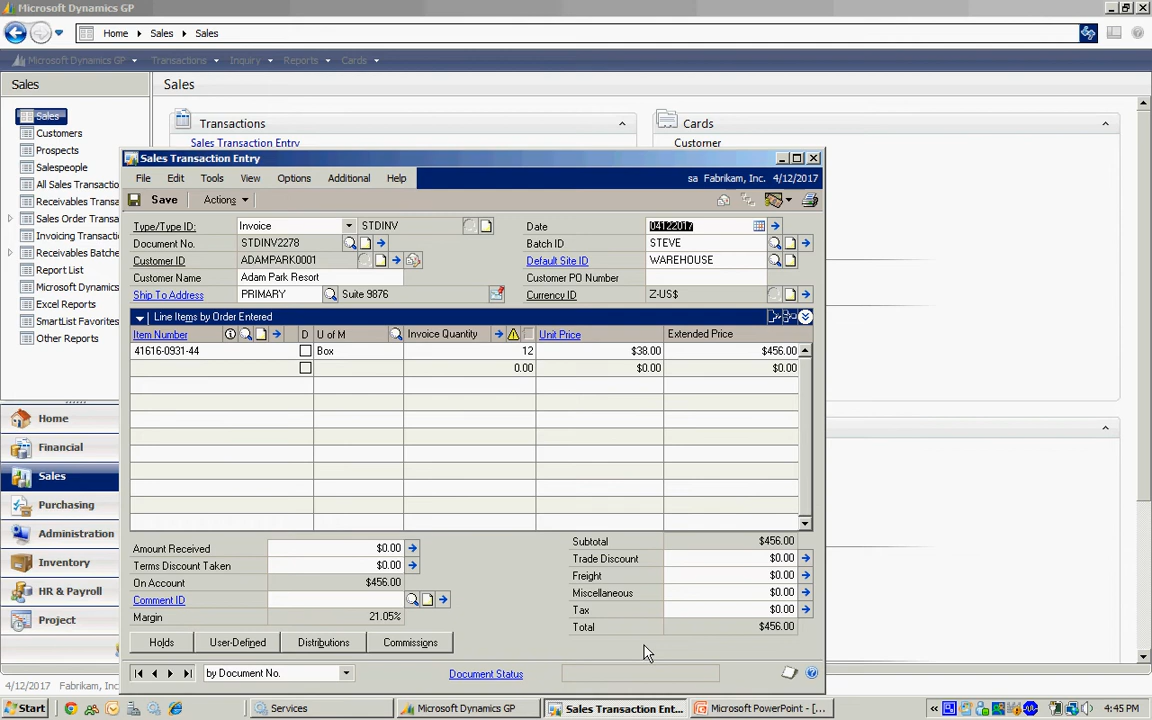 Microsoft Dynamics GP
Home Sales Sales
Microsoft Dynamics GP Transactions Inquiry Reports Cards
Sales
Sales
Customers
Prospects
Salespeople
All Sales Transactio
Receivables Transa
Sales Order Transa
Invoicing Transactio
Receivables Batche
Report List
Microsoft Dynamics
Excel Reports
SmartList Favorites
Other Reports
Home
Financial
Sales
Purchasing
Administration
Inventory
HR & Payroll
Project
Sales
Transactions
Sales Transaction Entry
Cards
Customer
Sales Transaction Entry
File Edit Tools View Options Additional Help sa Fabrikam, Inc. 4/12/2017
Save Actions
Type/Type ID: Invoice STDINV Date 04122017
Document No. STDINV2278 Batch ID STEVE
Customer ID ADAMPARK0001 Default Site ID WAREHOUSE
Customer Name Adam Park Resort Customer PO Number
Ship To Address PRIMARY Suite 9876 Currency ID Z-US$
Line Items by Order Entered
Item Number D U of M Invoice Quantity Unit Price Extended Price
41616-0931-44 Box 12 $38.00 $456.00
0.00 $0.00 $0.00
Amount Received $0.00
Terms Discount Taken $0.00
On Account $456.00
Comment ID
Margin 21.05%
Subtotal $456.00
Trade Discount $0.00
Freight $0.00
Miscellaneous $0.00
Tax $0.00
Total $456.00
Holds User-Defined Distributions Commissions
by Document No. Document Status
4/12/2017 Fabrikam, Inc.
Start Services Microsoft Dynamics GP Sales Transaction Ent... Microsoft PowerPoint - [... 4:45 PM